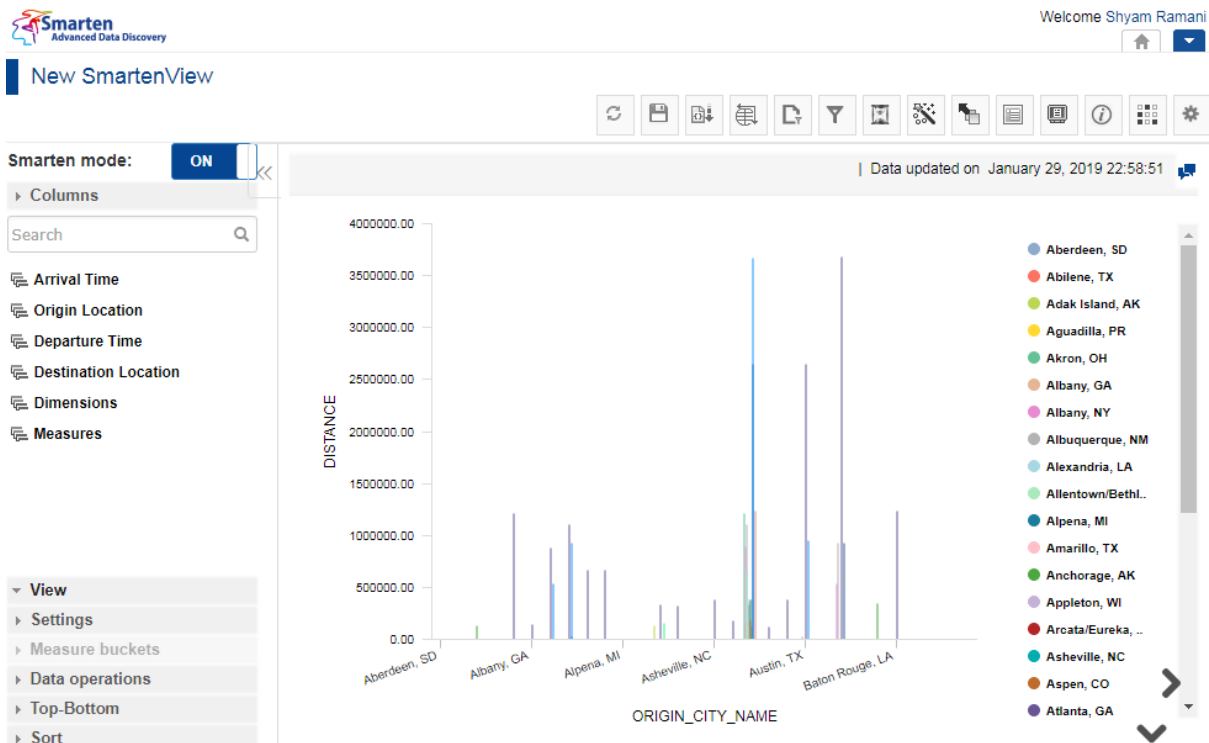 Smarten
Advanced Data Discovery
Welcome Shyam Ramani
New SmartenView
Smarten mode:
ON
| Data updated on January 29, 2019 22:58:51
Columns
Search
Arrival Time
Origin Location
Departure Time
Destination Location
Dimensions
Measures
View
Settings
Measure buckets
Data operations
Top-Bottom
Sort
DISTANCE
4000000.00
3500000.00
3000000.00
2500000.00
2000000.00
1500000.00
1000000.00
500000.00
0.00
Aberdeen, SD
Albany, GA
Alpena, MI
Asheville, NC
Austin, TX
Baton Rouge, LA
ORIGIN_CITY_NAME
Aberdeen, SD
Abilene, TX
Adak Island, AK
Aguadilla, PR
Akron, OH
Albany, GA
Albany, NY
Albuquerque, NM
Alexandria, LA
Allentown/Bethl..
Alpena, MI
Amarillo, TX
Anchorage, AK
Appleton, WI
Arcata/Eureka, ..
Asheville, NC
Aspen, CO
Atlanta, GA